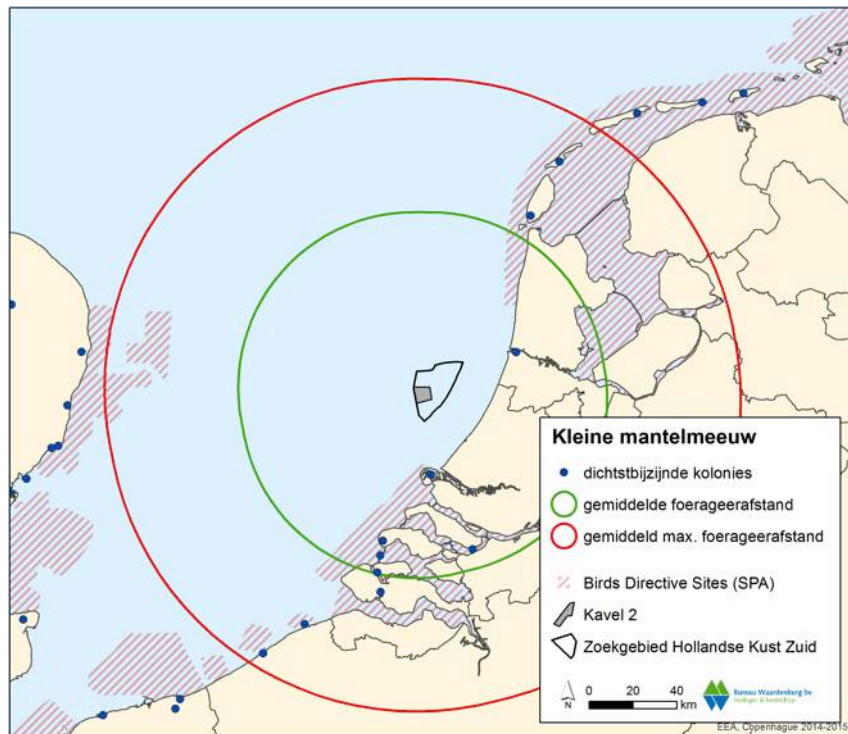 Kleine mantelmeeuw
dichtstbijzijnde kolonies
gemiddelde foerageerafstand
gemiddeld max. foerageerafstand
Birds Directive Sites (SPA)
Kavel 2
Zoekgebied Hollandse Kust Zuid
N
0 20 40
km
Bureau Waardenburg bv
EEA, Copenhague 2014-2015